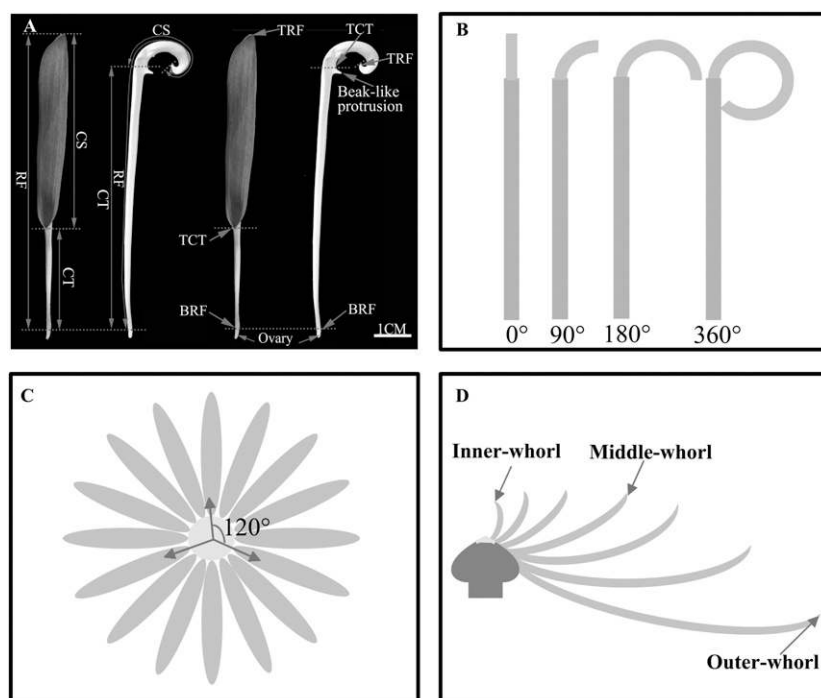 A
CS
TCT
TRF
TRF
Beak-like
protrusion
CS
RF
CT
RF
CT
TCT
BRF
BRF
Ovary
1CM
B
0°
90°
180°
360°
C
120°
D
Inner-whorl
Middle-whorl
Outer-whorl